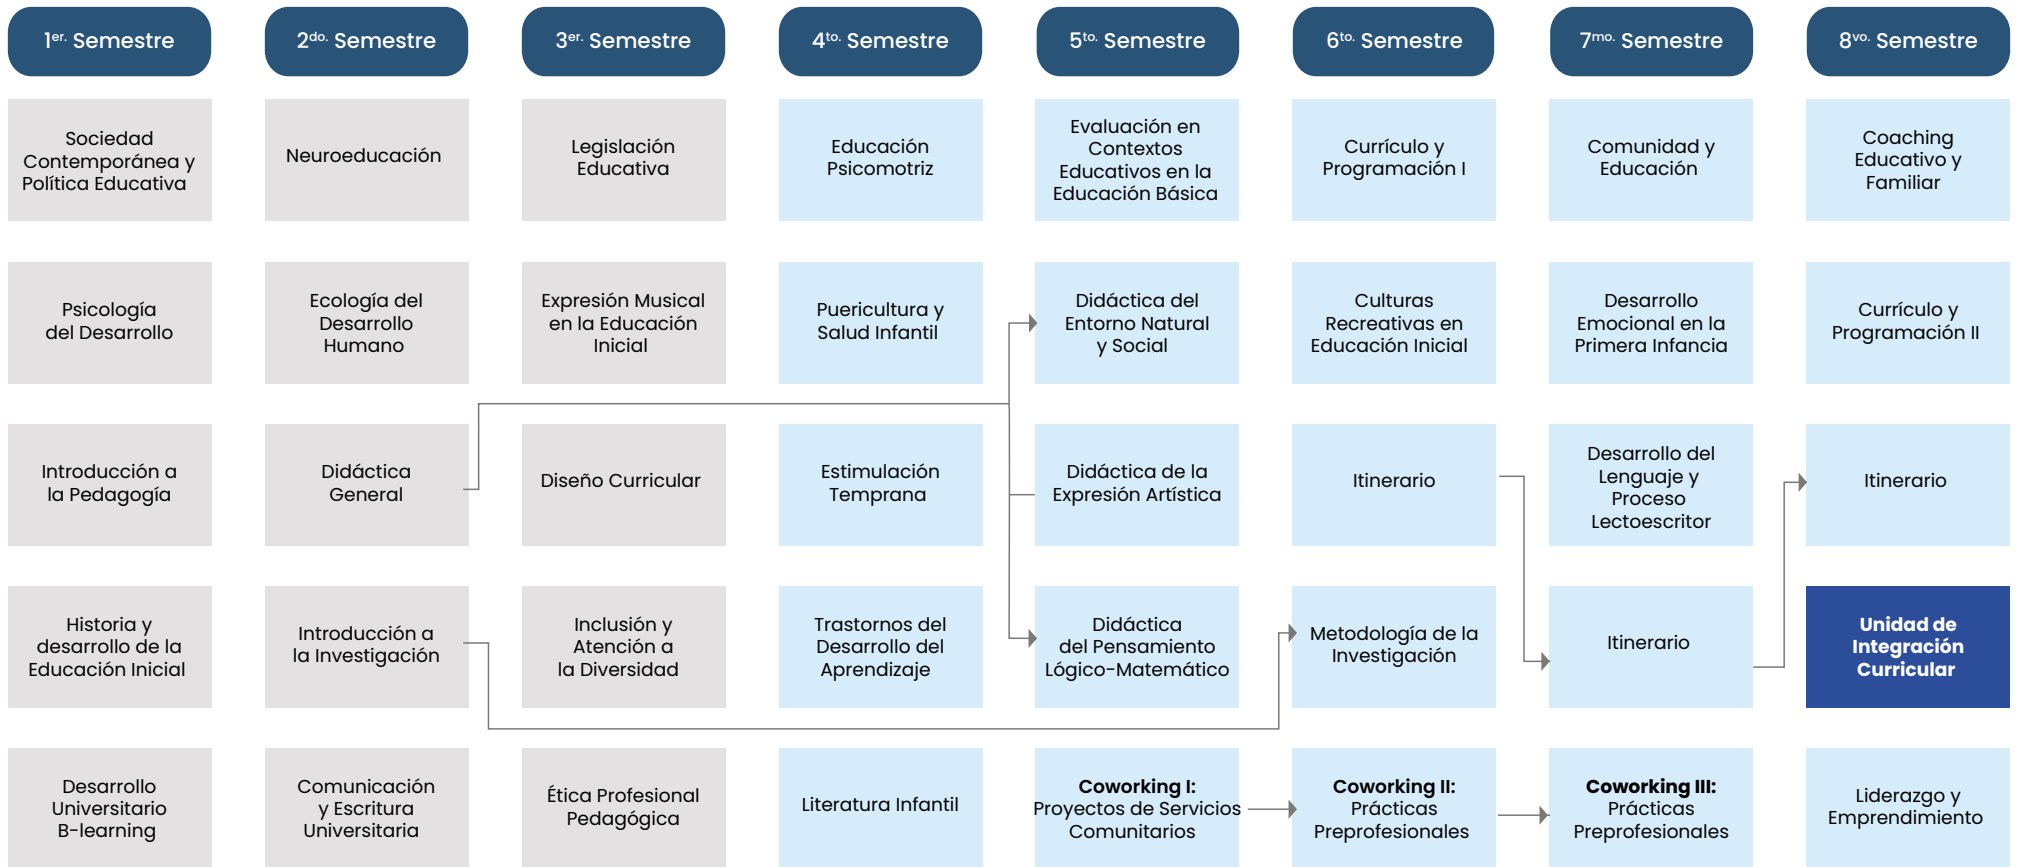 1er. Semestre
2do. Semestre
3er. Semestre
4to. Semestre
5to. Semestre
6to. Semestre
7mo. Semestre
8vo. Semestre
Sociedad
Contemporánea y
Política Educativa
Neuroeducación
Legislación
Educativa
Educación
Psicomotriz
Evaluación en
Contextos
Educativos en la
Educación Básica
Currículo y
Programación I
Comunidad y
Educación
Coaching
Educativo y
Familiar
Psicología
del Desarrollo
Ecología del
Desarrollo
Humano
Expresión Musical
en la Educación
Inicial
Puericultura y
Salud Infantil
Didáctica del
Entorno Natural
y Social
Culturas
Recreativas en
Educación Inicial
Desarrollo
Emocional en la
Primera Infancia
Currículo y
Programación II
Introducción a
la Pedagogía
Didáctica
General
Diseño Curricular
Estimulación
Temprana
Didáctica de la
Expresión Artística
Itinerario
Desarrollo del
Lenguaje y
Proceso
Lectoescritor
Itinerario
Historia y
desarrollo de la
Educación Inicial
Introducción a
la Investigación
Inclusión y
Atención a
la Diversidad
Trastornos del
Desarrollo del
Aprendizaje
Didáctica
del Pensamiento
Lógico-Matemático
Metodología de la
Investigación
Itinerario
Unidad de
Integración
Curricular
Desarrollo
Universitario
B-learning
Comunicación
y Escritura
Universitaria
Ética Profesional
Pedagógica
Literatura Infantil
Coworking I:
Proyectos de Servicios
Comunitarios
Coworking II:
Prácticas
Preprofesionales
Coworking III:
Prácticas
Preprofesionales
Liderazgo y
Emprendimiento